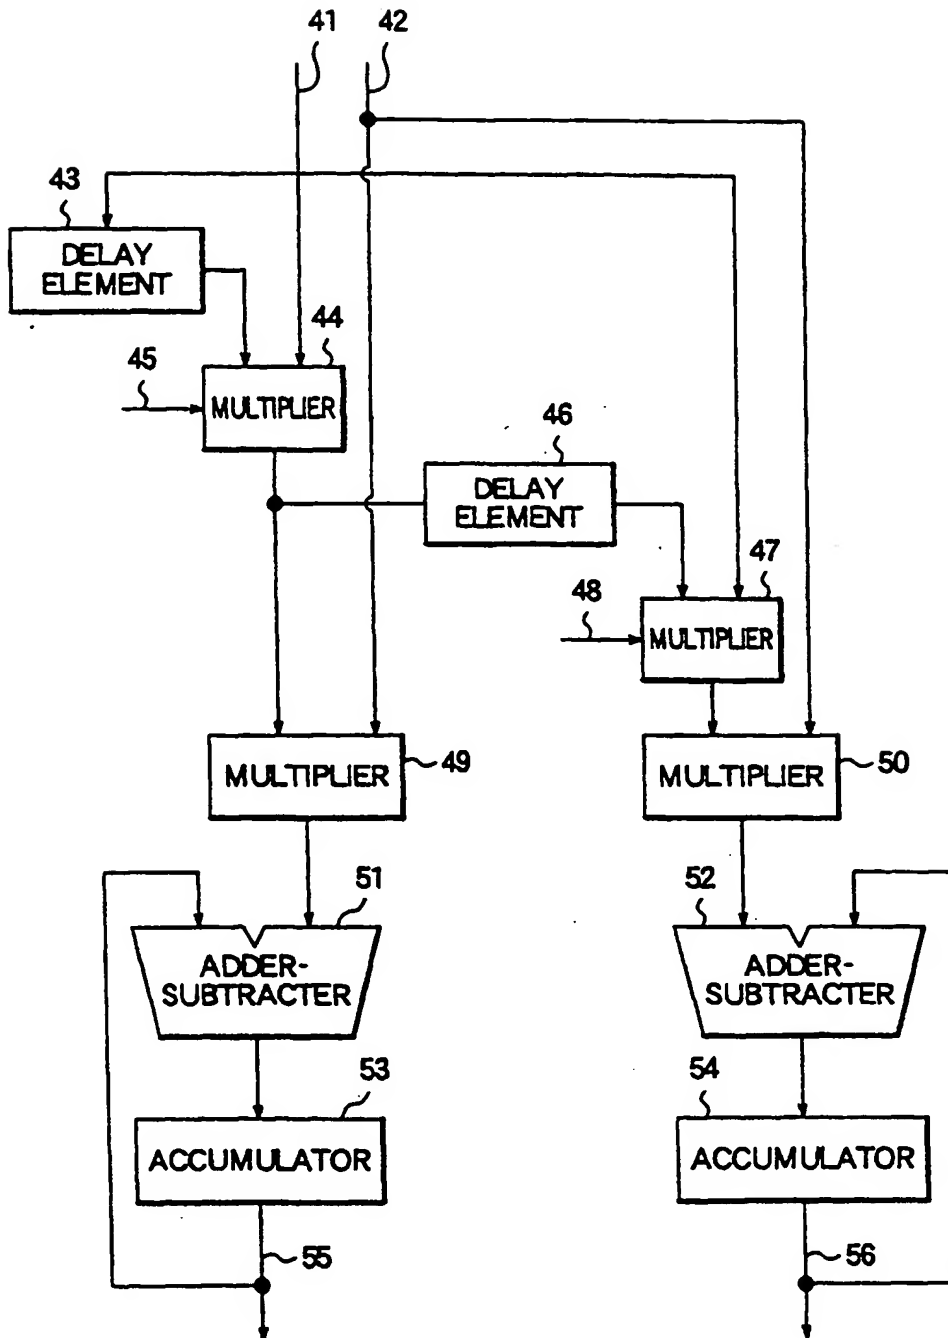 41
42
43
DELAY
ELEMENT
44
45
MULTIPLIER
46
DELAY
ELEMENT
47
48
MULTIPLIER
MULTIPLIER
49
MULTIPLIER
50
51
52
ADDER-
SUBTRACTER
ADDER-
SUBTRACTER
53
54
ACCUMULATOR
ACCUMULATOR
55
56